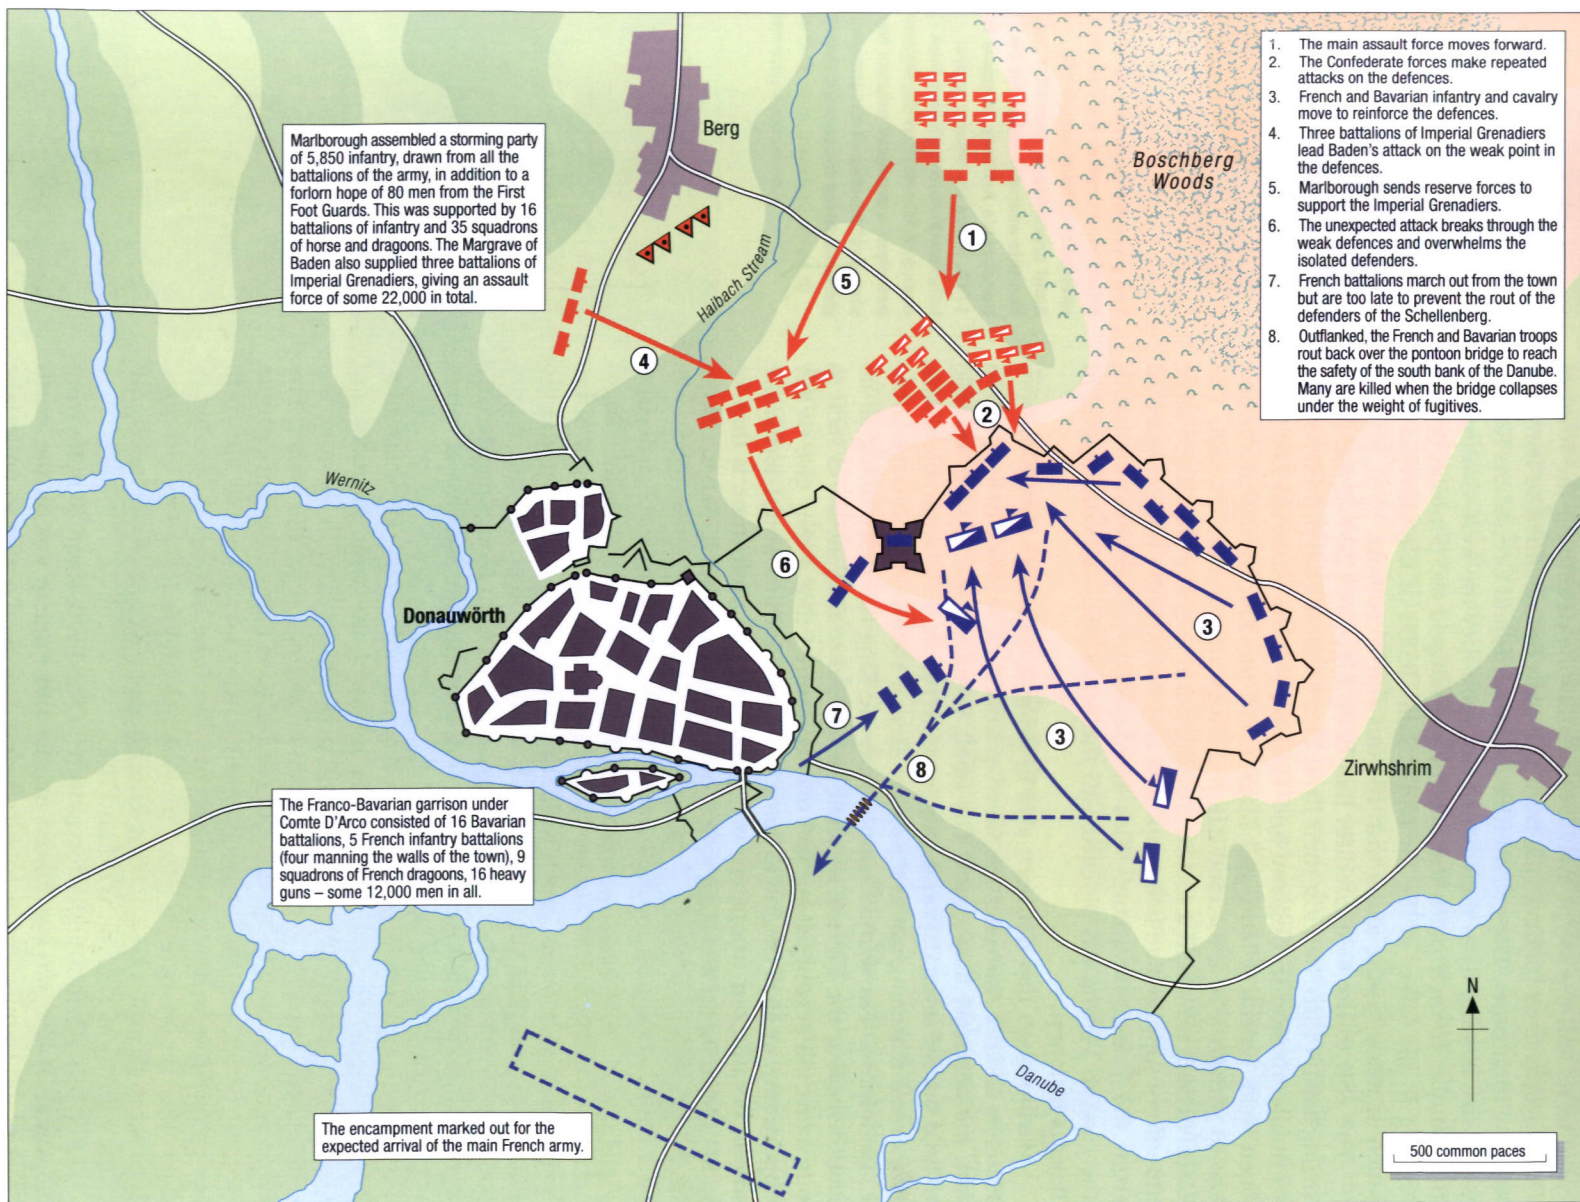 Marlborough assembled a storming party
of 5,850 infantry, drawn from all the
battalions of the army, in addition to a
forlorn hope of 80 men from the First
Foot Guards. This was supported by 16
battalions of infantry and 35 squadrons
of horse and dragoons. The Margrave of
Baden also supplied three battalions of
Imperial Grenadiers, giving an assault
force of some 22,000 in total.
Berg
Boschberg
Woods
1. The main assault force moves forward.
2. The Confederate forces make repeated
attacks on the defences.
3. French and Bavarian infantry and cavalry
move to reinforce the defences.
4. Three battalions of Imperial Grenadiers
lead Baden's attack on the weak point in
the defences.
5. Marlborough sends reserve forces to
support the Imperial Grenadiers.
6. The unexpected attack breaks through the
weak defences and overwhelms the
isolated defenders.
7. French battalions march out from the town
but are too late to prevent the rout of the
defenders of the Schellenberg.
8. Outflanked, the French and Bavarian troops
rout back over the pontoon bridge to reach
the safety of the south bank of the Danube.
Many are killed when the bridge collapses
under the weight of fugitives.
Haibach Stream
1
5
4
2
Wernitz
6
Donauwörth
3
7
3
8
Zirwhshrim
The Franco-Bavarian garrison under
Comte D'Arco consisted of 16 Bavarian
battalions, 5 French infantry battalions
(four manning the walls of the town), 9
squadrons of French dragoons, 16 heavy
guns – some 12,000 men in all.
N
Danube
The encampment marked out for the
expected arrival of the main French army.
500 common paces